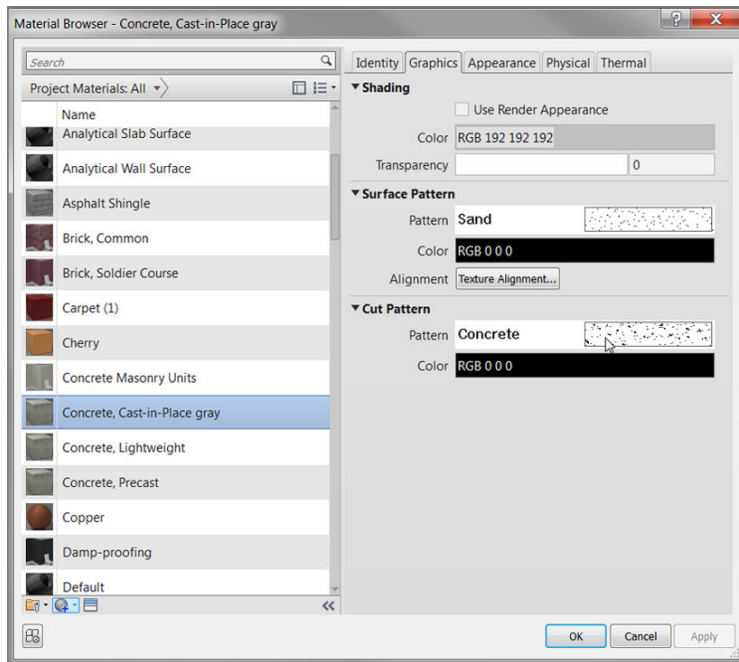 Material Browser - Concrete, Cast-in-Place gray
Search
Project Materials: All
Name
Analytical Slab Surface
Analytical Wall Surface
Asphalt Shingle
Brick, Common
Brick, Soldier Course
Carpet (1)
Cherry
Concrete Masonry Units
Concrete, Cast-in-Place gray
Concrete, Lightweight
Concrete, Precast
Copper
Damp-proofing
Default
Identity Graphics Appearance Physical Thermal
Shading
Use Render Appearance
Color RGB 192 192 192
Transparency 0
Surface Pattern
Pattern Sand
Color RGB 0 0 0
Alignment Texture Alignment...
Cut Pattern
Pattern Concrete
Color RGB 0 0 0
OK Cancel Apply